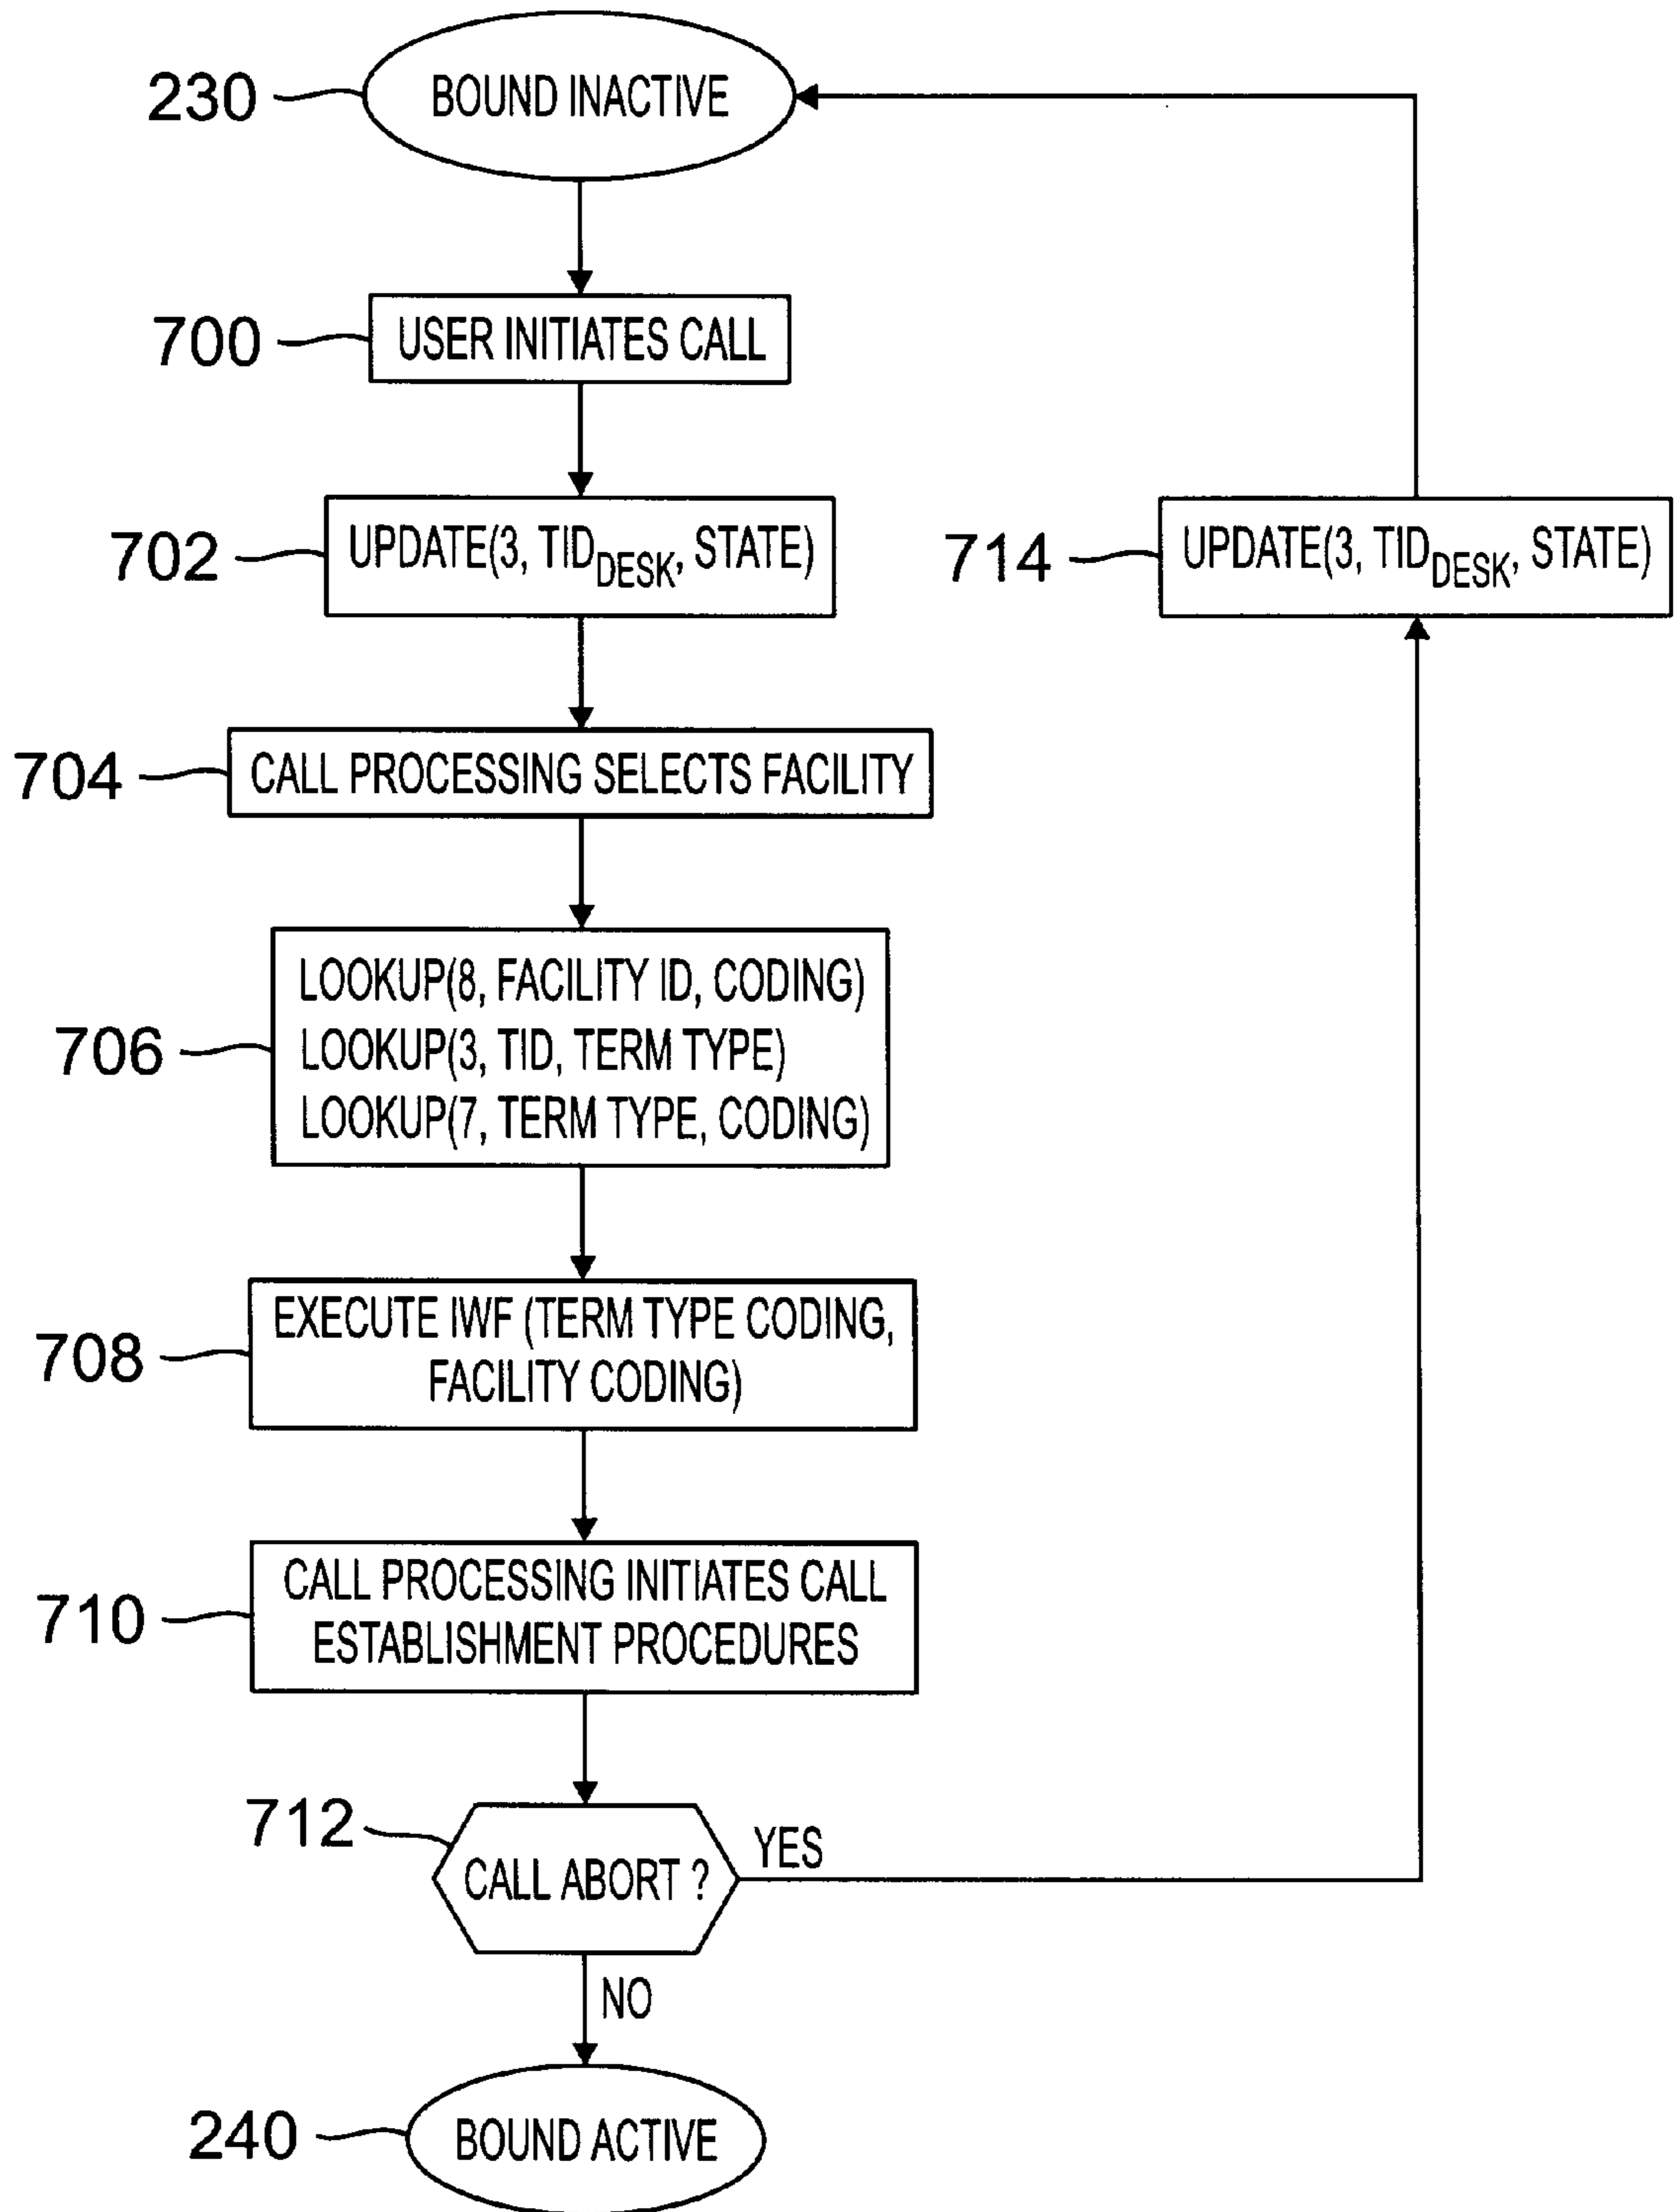 230
BOUND INACTIVE
700
USER INITIATES CALL
702
UPDATE(3, TID_DESK, STATE)
714
UPDATE(3, TID_DESK, STATE)
704
CALL PROCESSING SELECTS FACILITY
706
LOOKUP(8, FACILITY ID, CODING)
LOOKUP(3, TID, TERM TYPE)
LOOKUP(7, TERM TYPE, CODING)
708
EXECUTE IWF (TERM TYPE CODING,
FACILITY CODING)
710
CALL PROCESSING INITIATES CALL
ESTABLISHMENT PROCEDURES
712
CALL ABORT ?
YES
NO
240
BOUND ACTIVE